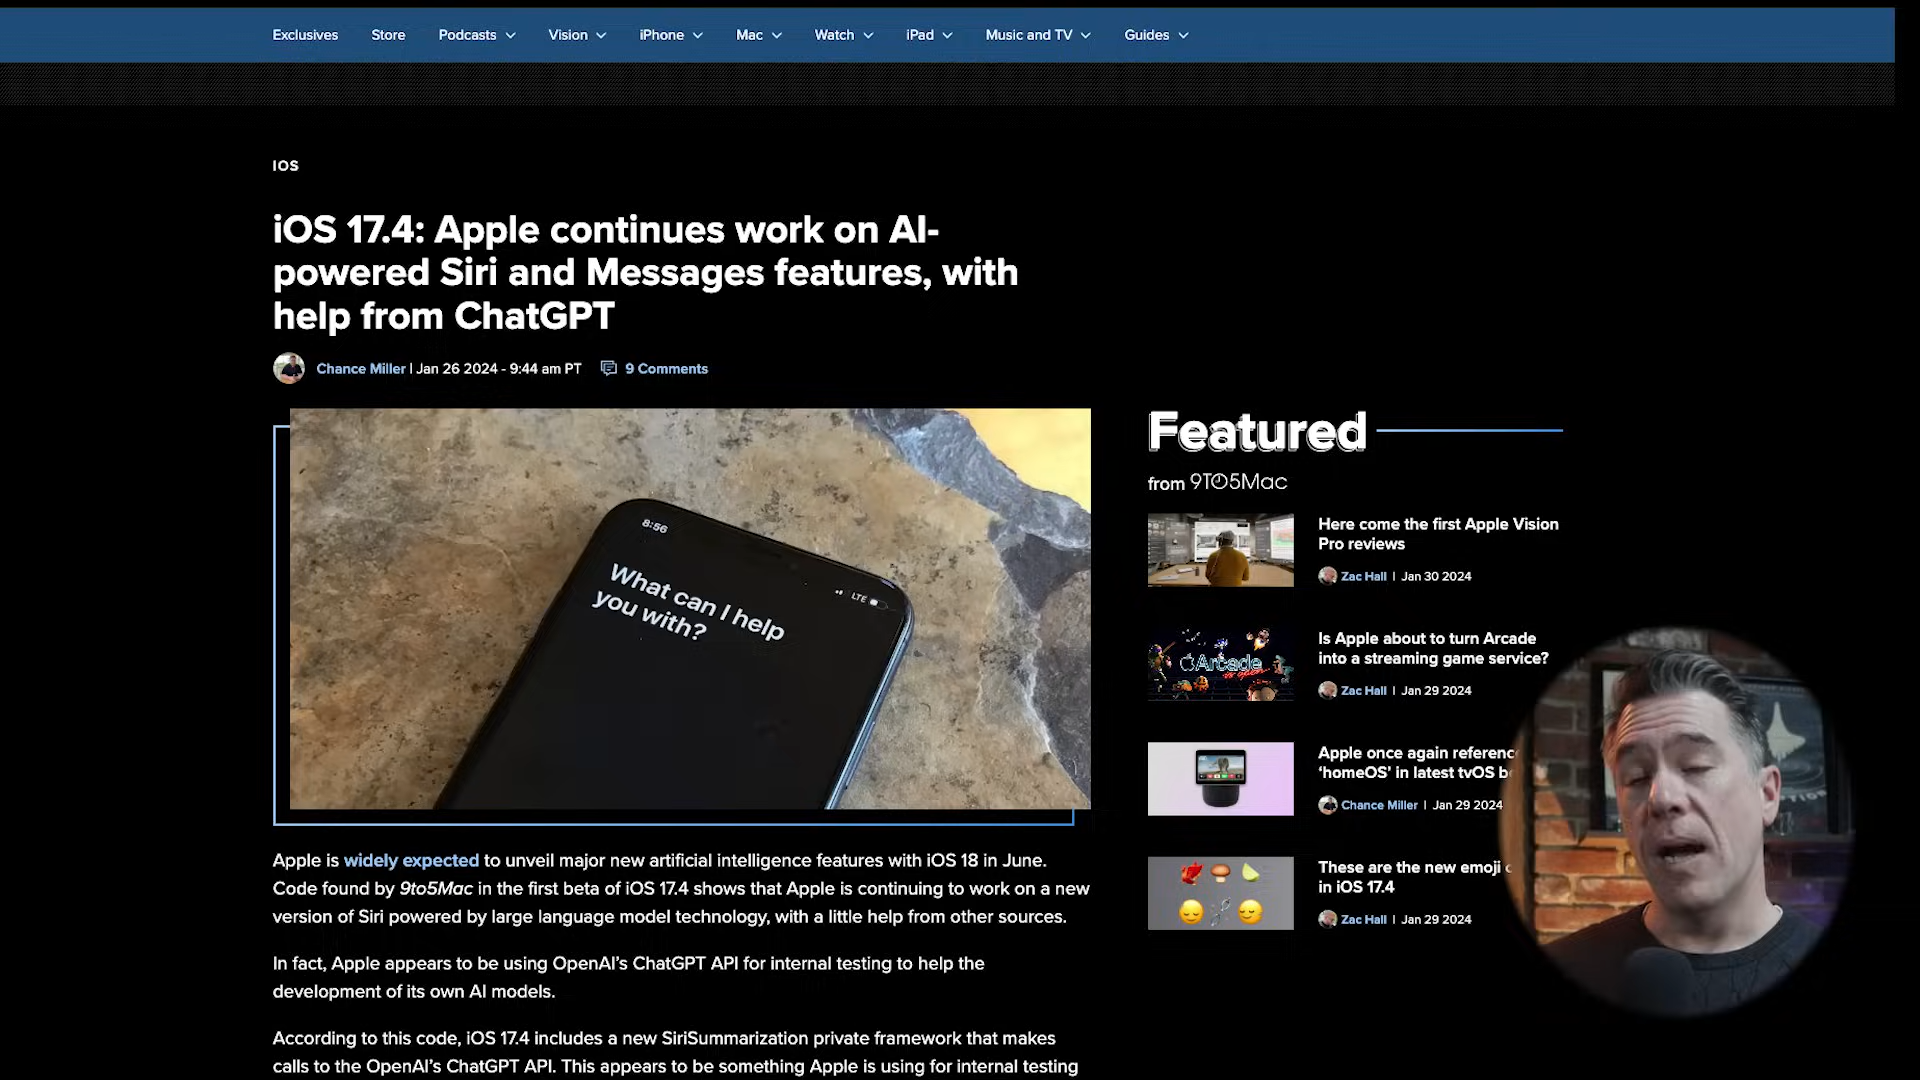 Exclusives Store Podcasts Vision iPhone Mac Watch iPad Music and TV Guides
IOS
iOS 17.4: Apple continues work on AI-
powered Siri and Messages features, with
help from ChatGPT
Chance Miller | Jan 26 2024 - 9:44 am PT 9 Comments
8:56
LTE
What can I help
you with?
Apple is widely expected to unveil major new artificial intelligence features with iOS 18 in June.
Code found by 9to5Mac in the first beta of iOS 17.4 shows that Apple is continuing to work on a new
version of Siri powered by large language model technology, with a little help from other sources.
In fact, Apple appears to be using OpenAI's ChatGPT API for internal testing to help the
development of its own AI models.
According to this code, iOS 17.4 includes a new SiriSummarization private framework that makes
calls to the OpenAI's ChatGPT API. This appears to be something Apple is using for internal testing
Featured
from 9TO5Mac
Here come the first Apple Vision
Pro reviews
Zac Hall | Jan 30 2024
Arcade
Is Apple about to turn Arcade
into a streaming game service?
Zac Hall | Jan 29 2024
Apple once again
'homeOS' in latest tvOS
Chance Miller | Jan 29 2024
These are the new emoji
in iOS 17.4
Zac Hall | Jan 29 2024